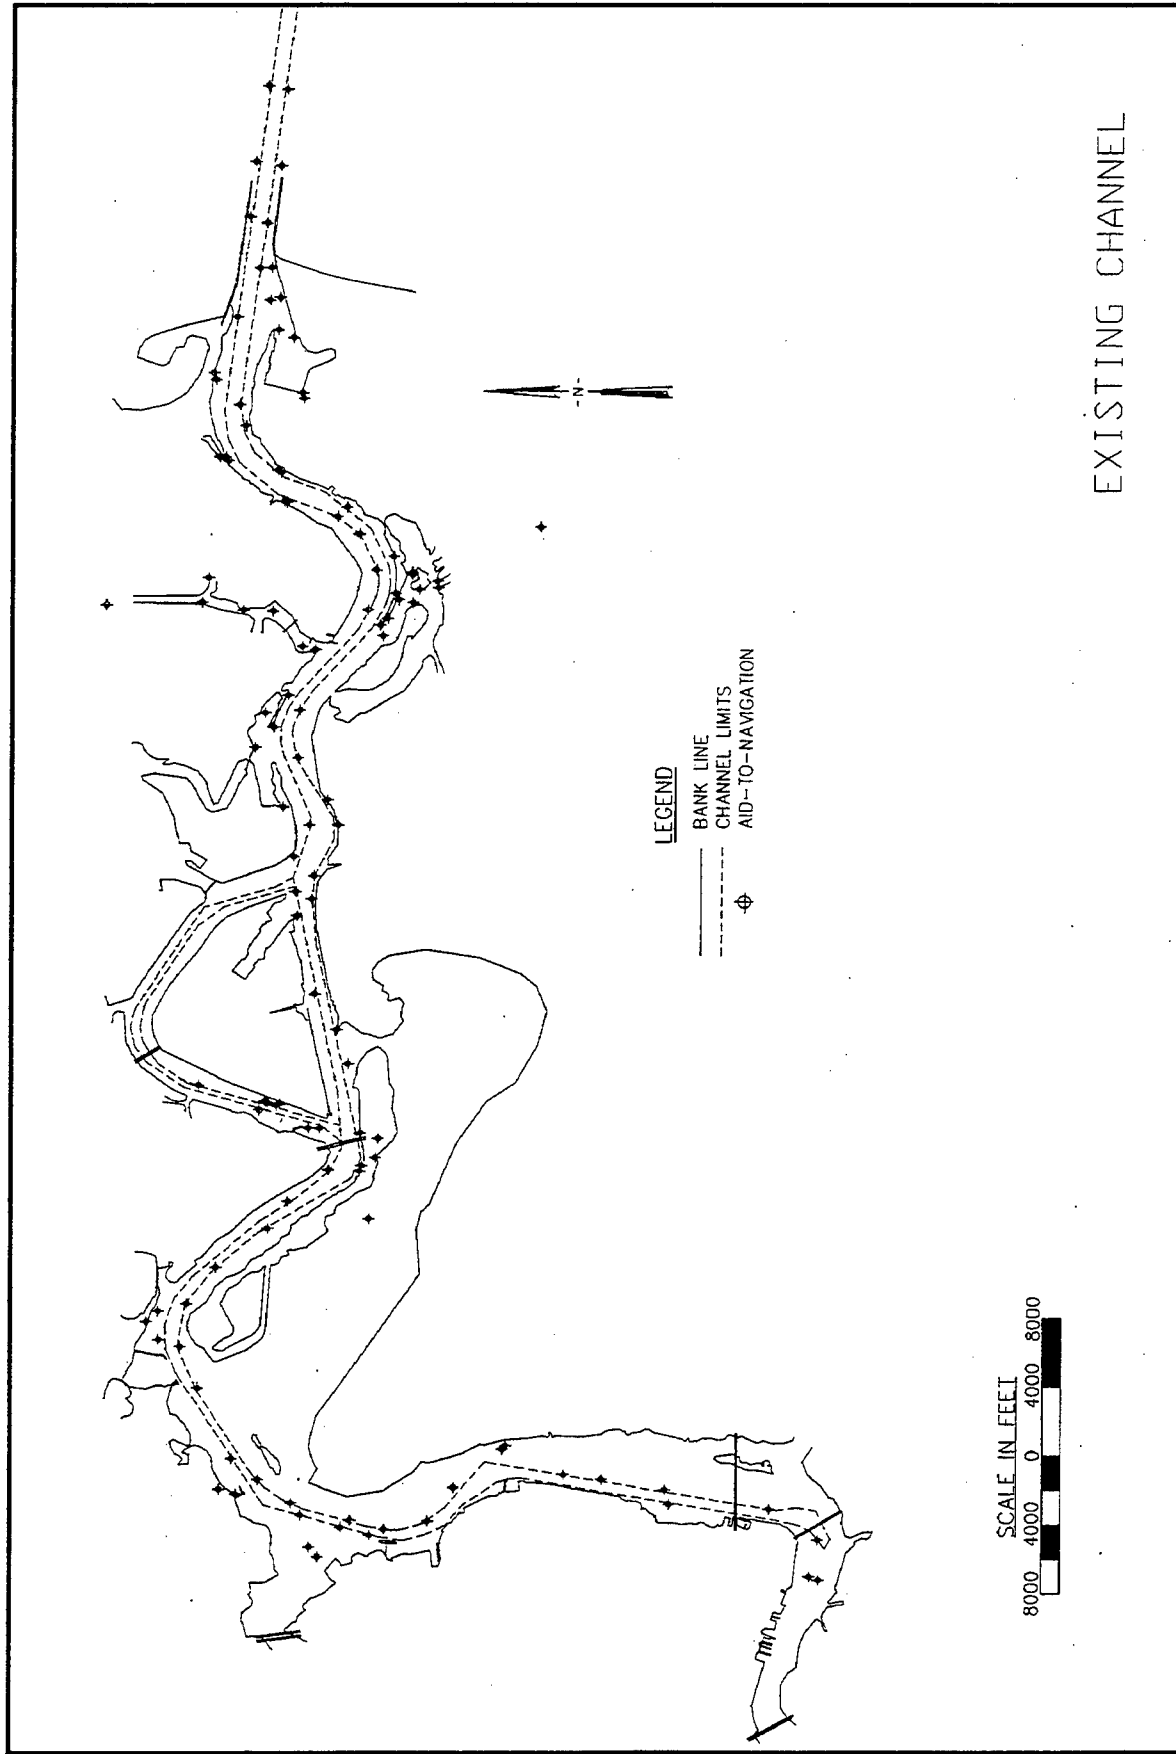 -N-
LEGEND
BANK LINE
CHANNEL LIMITS
AID-TO-NAVIGATION
SCALE IN FEET
8000 4000 0 4000 8000
EXISTING CHANNEL